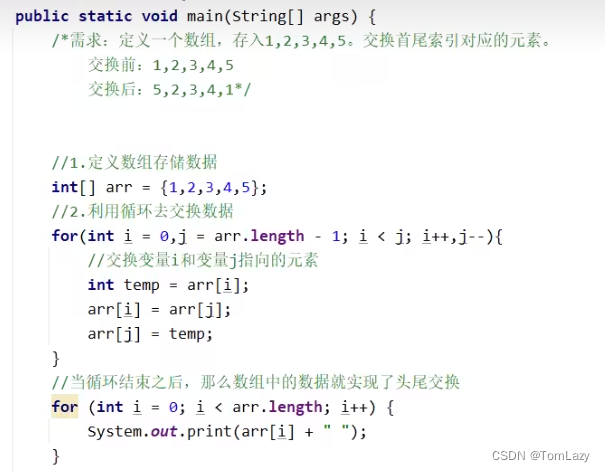 public static void main(String[] args) {
/*需求：定义一个数组，存入1,2,3,4,5。交换首尾索引对应的元素。
交换前：1,2,3,4,5
交换后：5,2,3,4,1*/
//1.定义数组存储数据
int[] arr = {1,2,3,4,5};
//2.利用循环去交换数据
for(int i = 0,j = arr.length - 1; i < j; i++,j--){
//交换变量i和变量j指向的元素
int temp = arr[i];
arr[i] = arr[j];
arr[j] = temp;
}
//当循环结束之后，那么数组中的数据就实现了头尾交换
for (int i = 0; i < arr.length; i++) {
System.out.print(arr[i] + " ");
}
CSDN @TomLazy